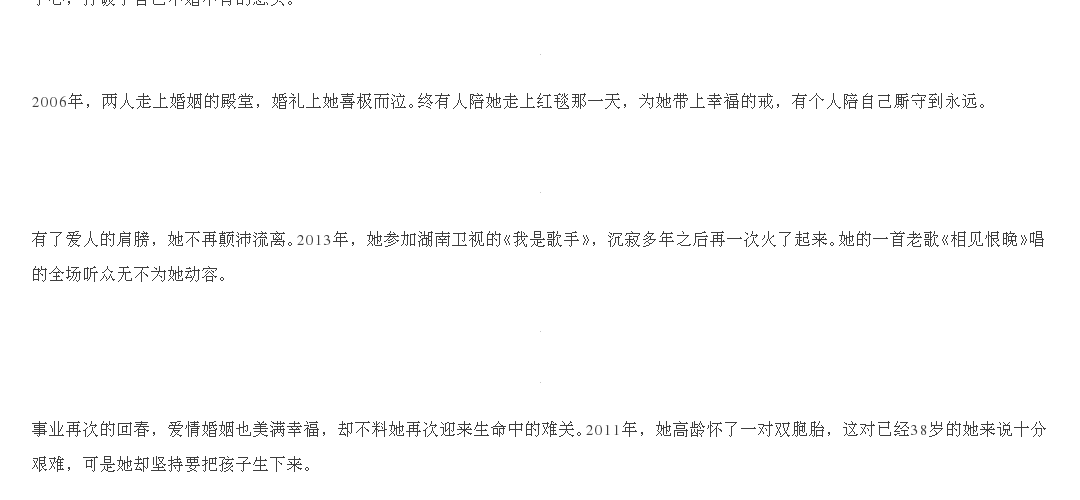 2006年，两人走上婚姻的殿堂，婚礼上她喜极而泣。终有人陪她走上红毯那一天，为她带上幸福的戒，有个人陪自己厮守到永远。
有了爱人的肩膀，她不再颠沛流离。2013年，她参加湖南卫视的《我是歌手》，沉寂多年之后再一次火了起来。她的一首老歌《相见恨晚》唱
的全场听众无不为她动容。
事业再次的回春，爱情婚姻也美满幸福，却不料她再次迎来生命中的难关。2011年，她高龄怀了一对双胞胎，这对已经38岁的她来说十分
艰难，可是她却坚持要把孩子生下来。